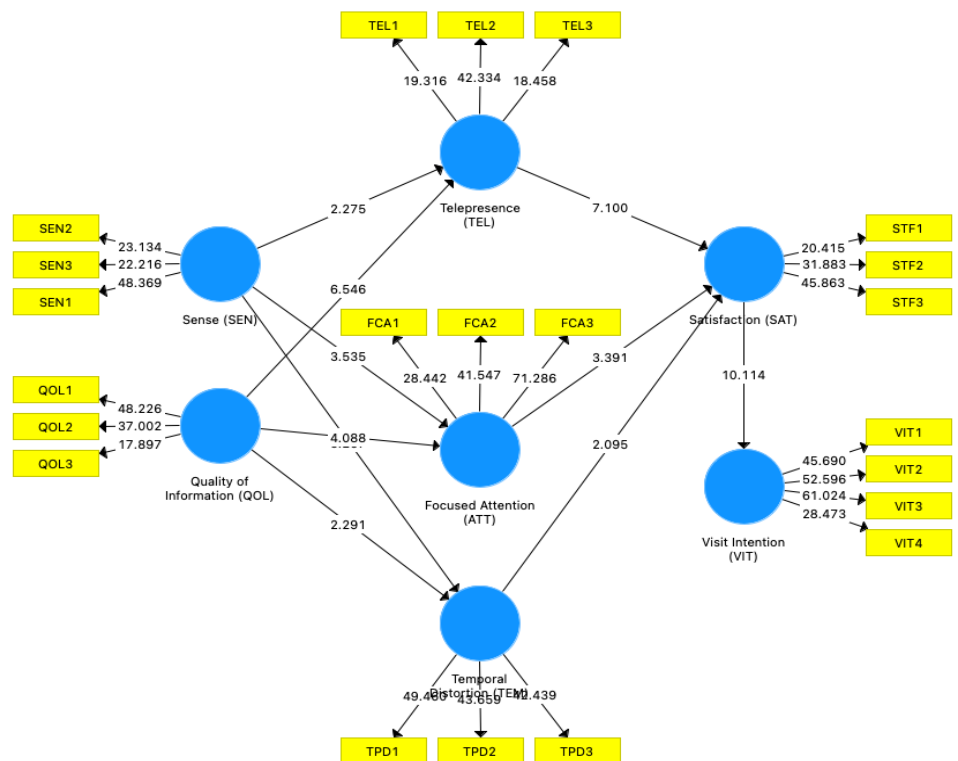 TEL1 TEL2 TEL3
19.316 42.334 18.458
Telepresence
(TEL)
2.275
7.100
SEN2
SEN3
SEN1
23.134
22.216
48.369
Sense (SEN)
STF1
STF2
STF3
20.415
31.883
45.863
Satisfaction (SAT)
6.546
FCA1 FCA2 FCA3
28.442 41.547 71.286
3.535
3.391
10.114
QOL1
QOL2
QOL3
48.226
37.002
17.897
Quality of
Information (QOL)
4.088
2.095
Focused Attention
(ATT)
VIT1
VIT2
VIT3
VIT4
45.690
52.596
61.024
28.473
Visit Intention
(VIT)
2.291
Temporal
Distortion (TEM)
43.659
TPD1 TPD2 TPD3